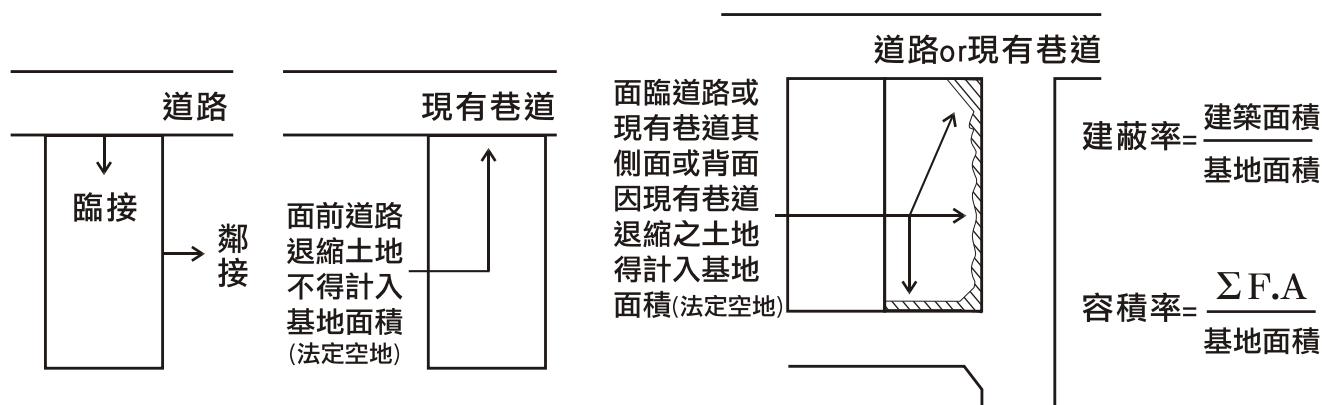 道路
臨接
鄰接
現有巷道
面前道路
退縮土地
不得計入
基地面積
(法定空地)
道路or現有巷道
面臨道路或
現有巷道其
側面或背面
因現有巷道
退縮之土地
得計入基地
面積(法定空地)
建蔽率=建築面積
基地面積
容積率=ΣF.A
基地面積